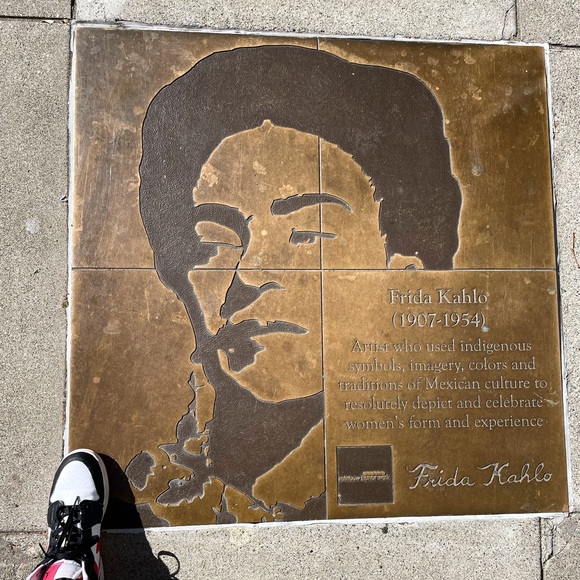 Frida Kahlo
(1907-1954)
Artist who used indigenous
symbols, imagery, colors and
traditions of Mexican culture to
resolutely depict and celebrate
women's form and experience
Frida Kahlo